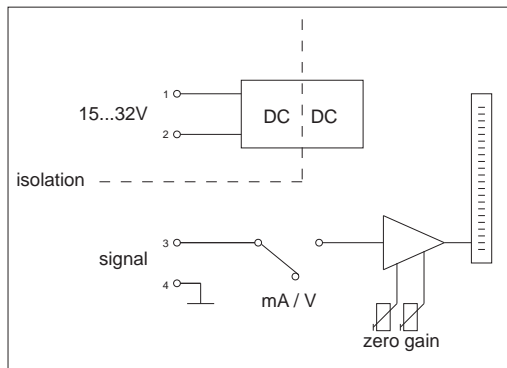 1
15...32V
DC DC
2
isolation
3
signal
4
mA / V
zero gain